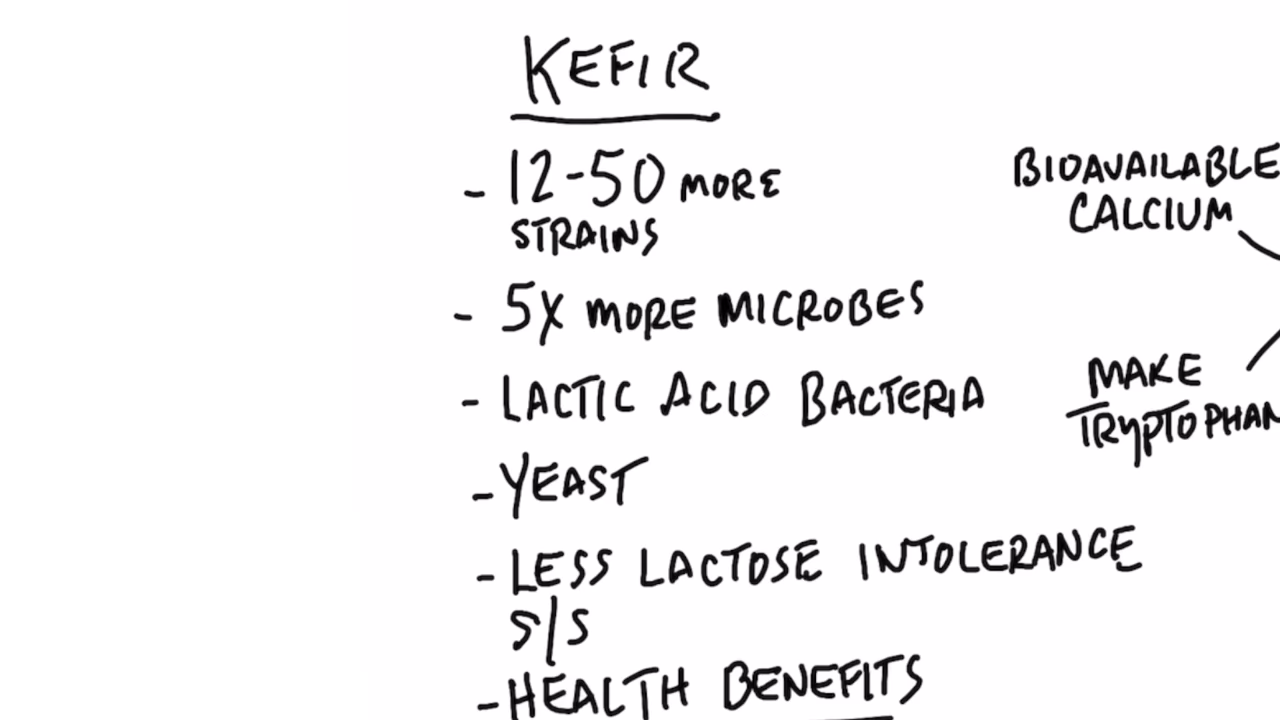 KEFIR
- 12-50 MORE
STRAINS
- 5X MORE MICROBES
- LACTIC ACID BACTERIA
- YEAST
- LESS LACTOSE INTOLERANCE
S/S
- HEALTH BENEFITS
BIOAVAILABLE
CALCIUM
MAKE
TRYPTOPHAN